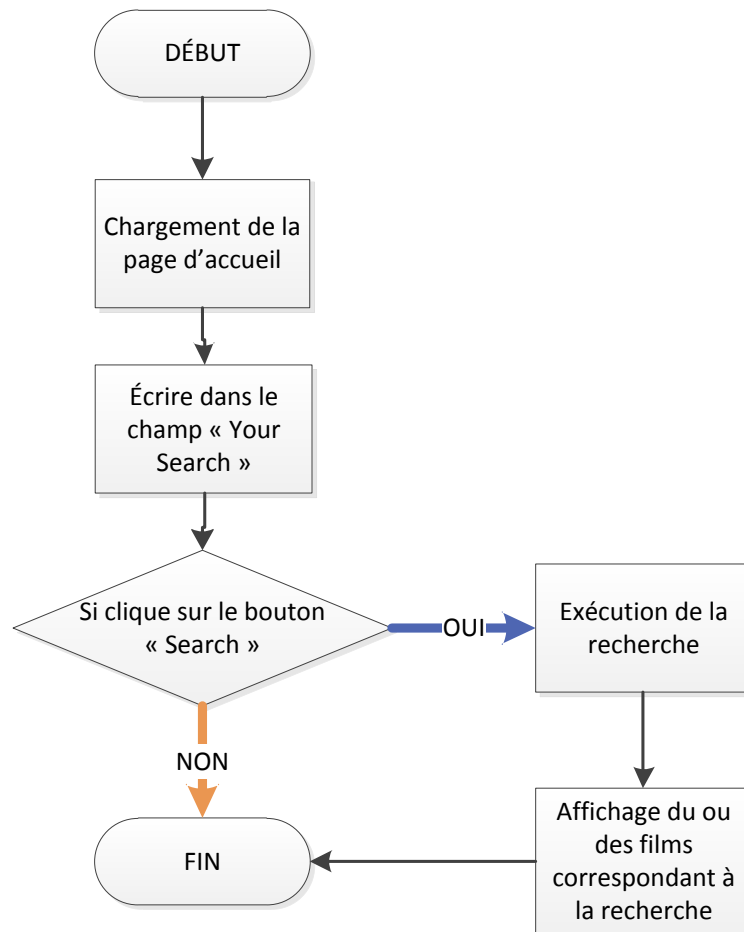 DÉBUT
Chargement de la
page d’accueil
Écrire dans le
champ « Your
Search »
Si clique sur le bouton
« Search »
OUI
Exécution de la
recherche
NON
Affichage du ou
des films
correspondant à
la recherche
FIN